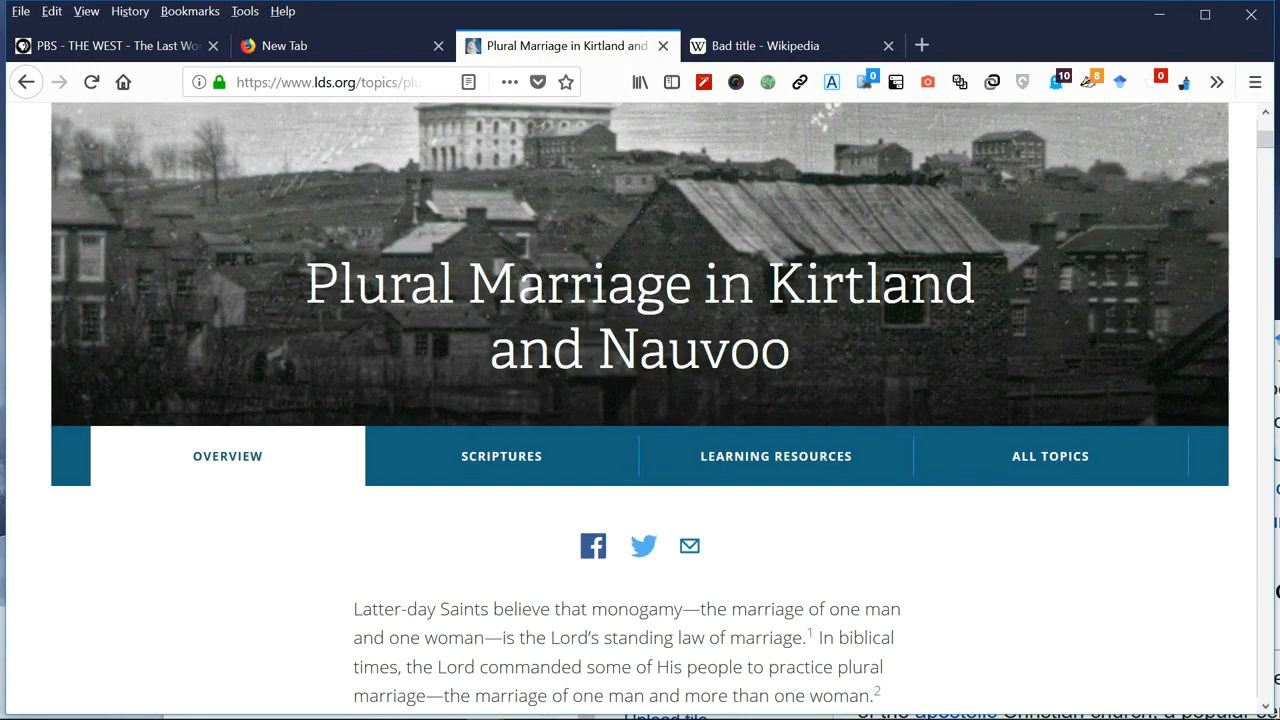 File Edit View History Bookmarks Tools Help
PBS - THE WEST - The Last Wo
New Tab
Plural Marriage in Kirtland and
Bad title - Wikipedia
https://www.lds.org/topics/plu
0
10
8
0
Plural Marriage in Kirtland
and Nauvoo
OVERVIEW
SCRIPTURES
LEARNING RESOURCES
ALL TOPICS
Latter-day Saints believe that monogamy—the marriage of one man
and one woman—is the Lord's standing law of marriage.1 In biblical
times, the Lord commanded some of His people to practice plural
marriage—the marriage of one man and more than one woman.2